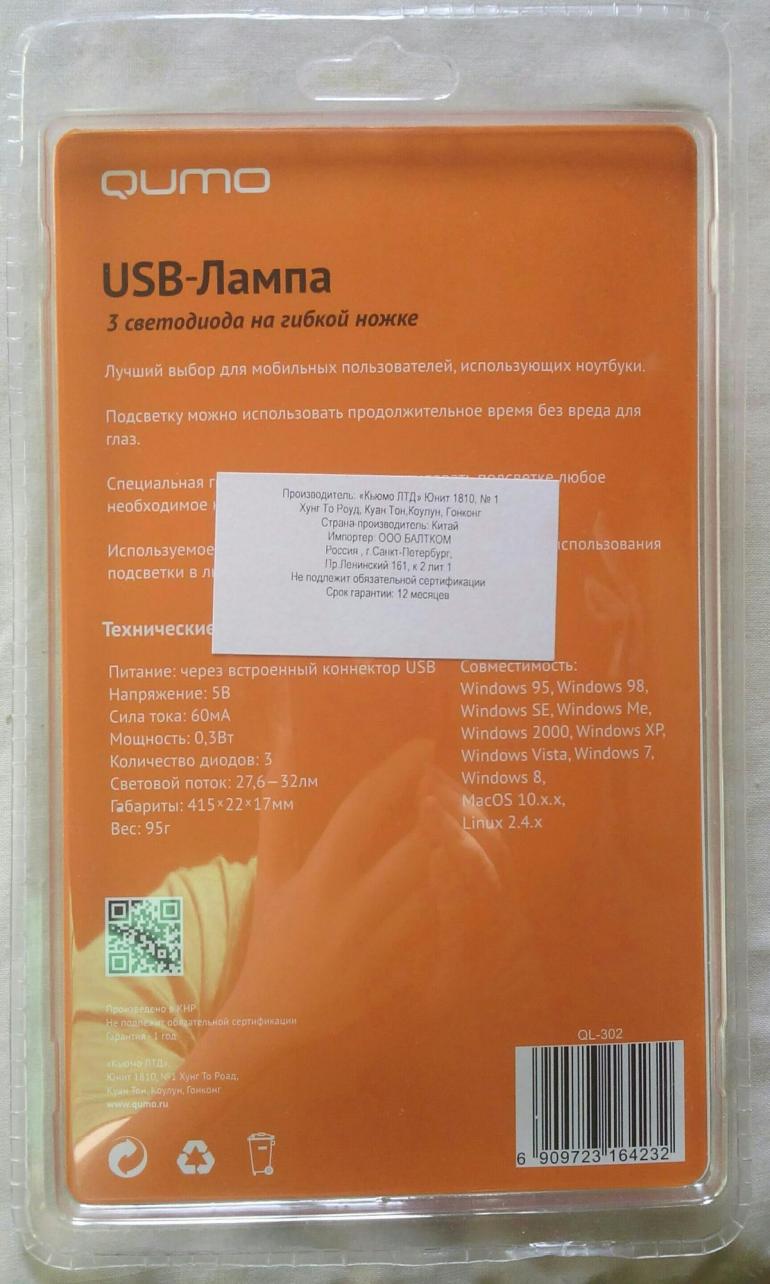 QUMO
USB-Лампа
3 светодиода на гибкой ножке
Лучший выбор для мобильных пользователей, использующих ноутбуки.
Подсветку можно использовать продолжительное время без вреда для
глаз.
Специальная подсветке любое
необходимое
Используемое использования
подсветки в
Производитель: «Кьюмо ЛТД» Юнит 1810, № 1
Хунг То Роуд, Куан Тон,Коулун, Гонконг
Страна-производитель: Китай
Импортер: ООО БАЛТКОМ
Россия , г.Санкт-Петербург,
Пр.Ленинский 161, к 2 лит 1
Не подлежит обязательной сертификации
Срок гарантии: 12 месяцев
Технические
Питание: через встроенный коннектор USB
Напряжение: 5В
Сила тока: 60мА
Мощность: 0,3Вт
Количество диодов: 3
Световой поток: 27,6—32лм
Габариты: 415×22×17мм
Вес: 95г
Совместимость:
Windows 95, Windows 98,
Windows SE, Windows Me,
Windows 2000, Windows XP,
Windows Vista, Windows 7,
Windows 8,
MacOS 10.x.x,
Linux 2.4.x
Произведено в КНР
Не подлежит обязательной сертификации
Гарантия - 1 год
«Кьюмо ЛТД»
Юнит 1810, №1 Хунг То Роад,
Куан Тон, Коулун, Гонконг
www.qumo.ru
QL-302
6 909723 164232